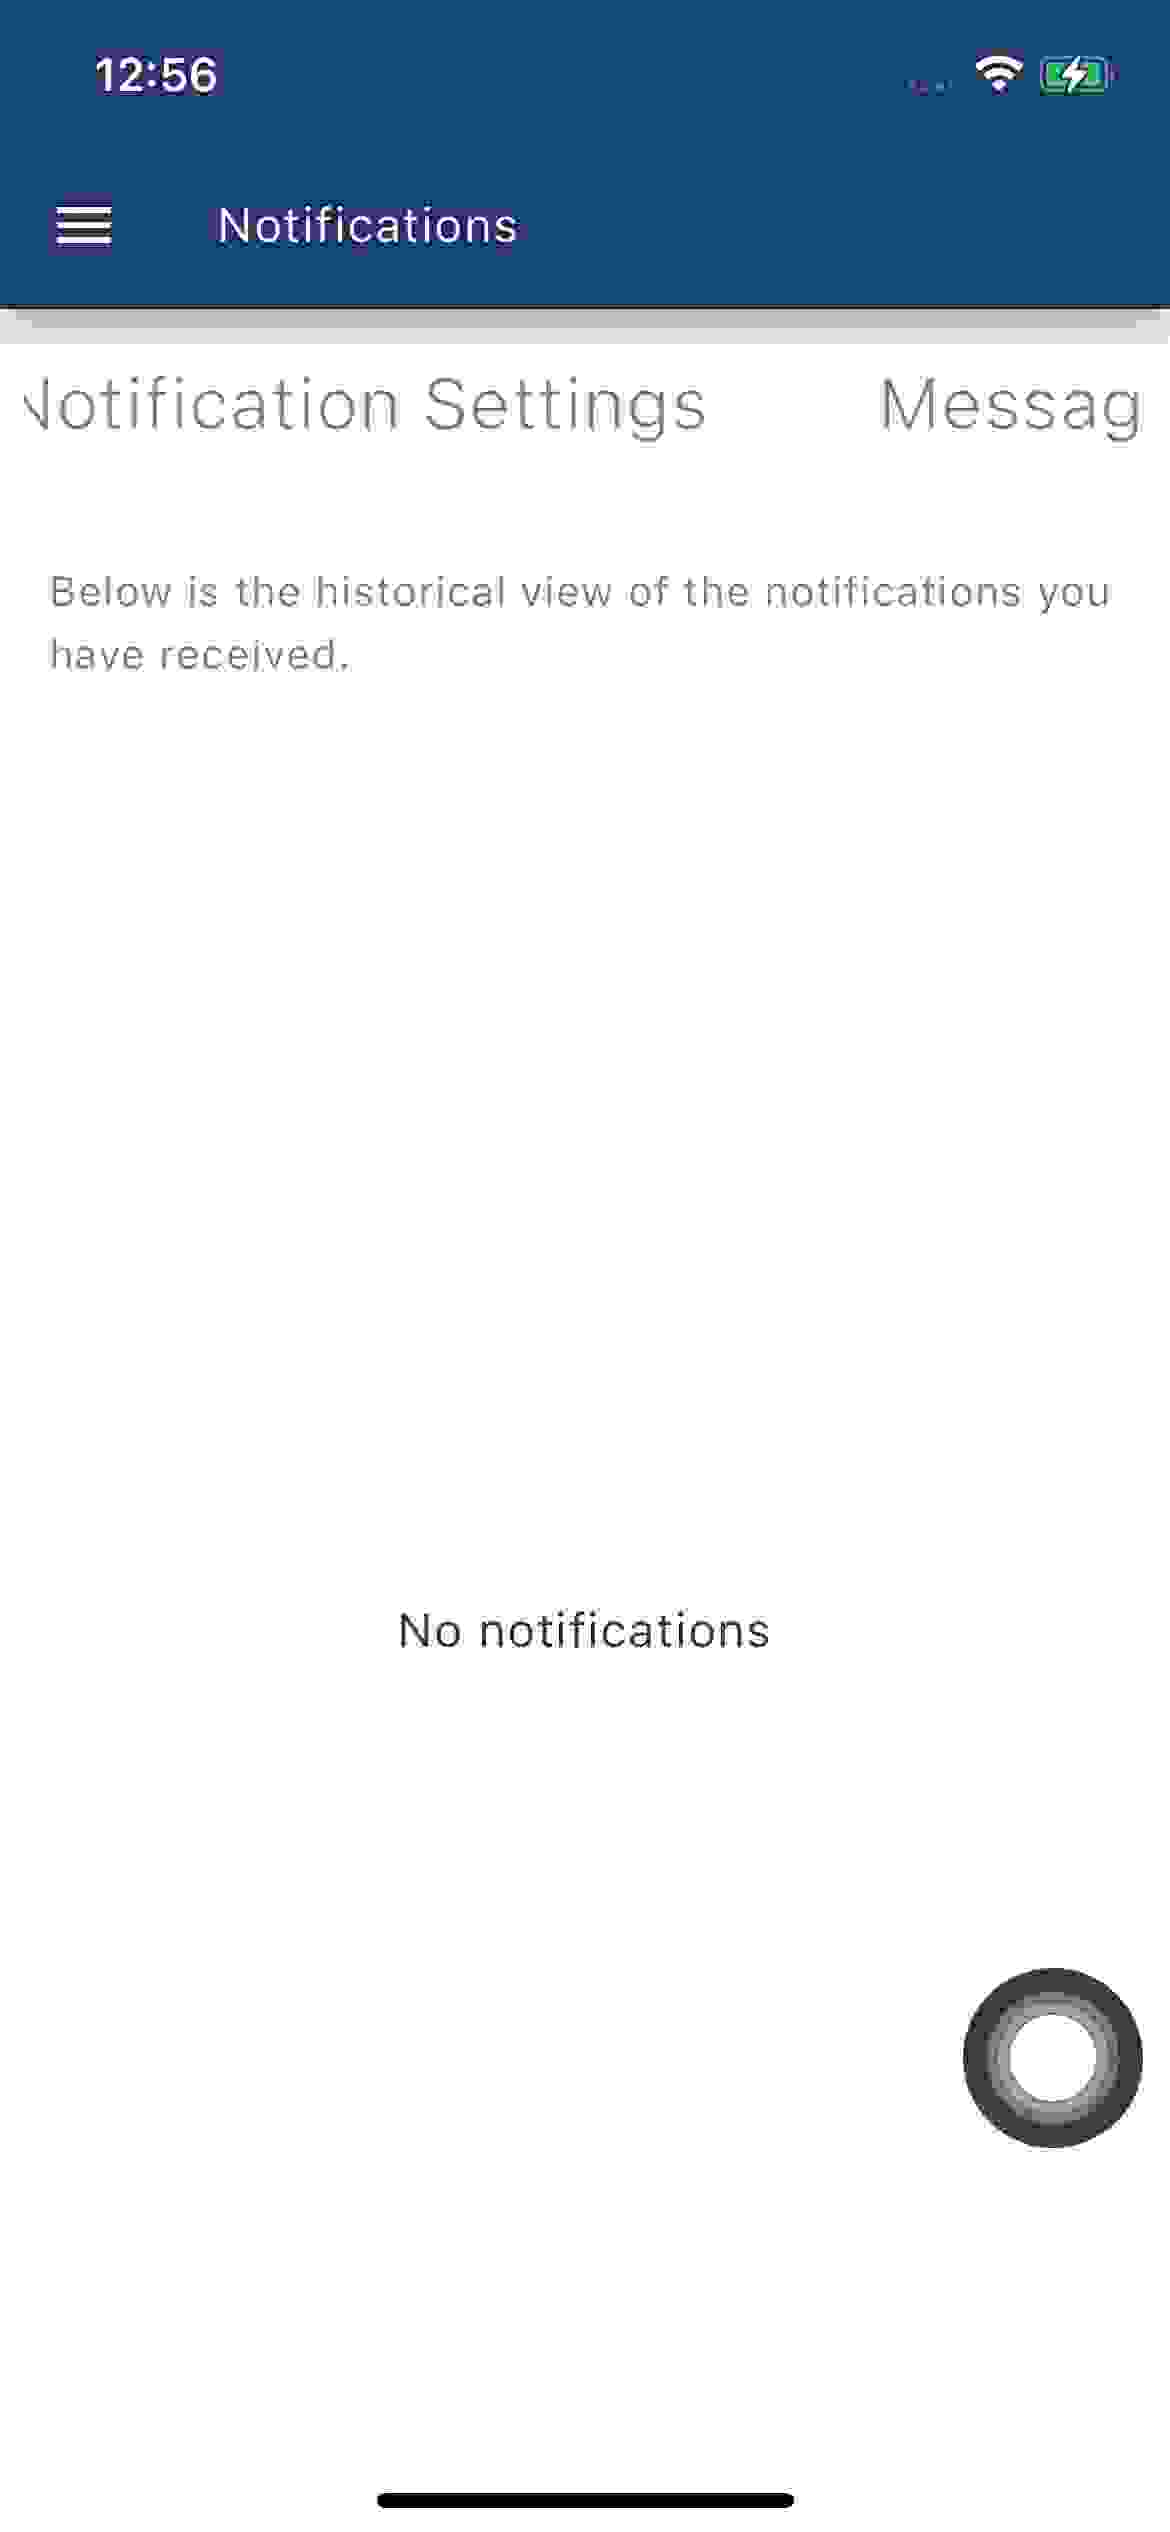 12:56
Notifications
Notification Settings Messag
Below is the historical view of the notifications you
have received.
No notifications